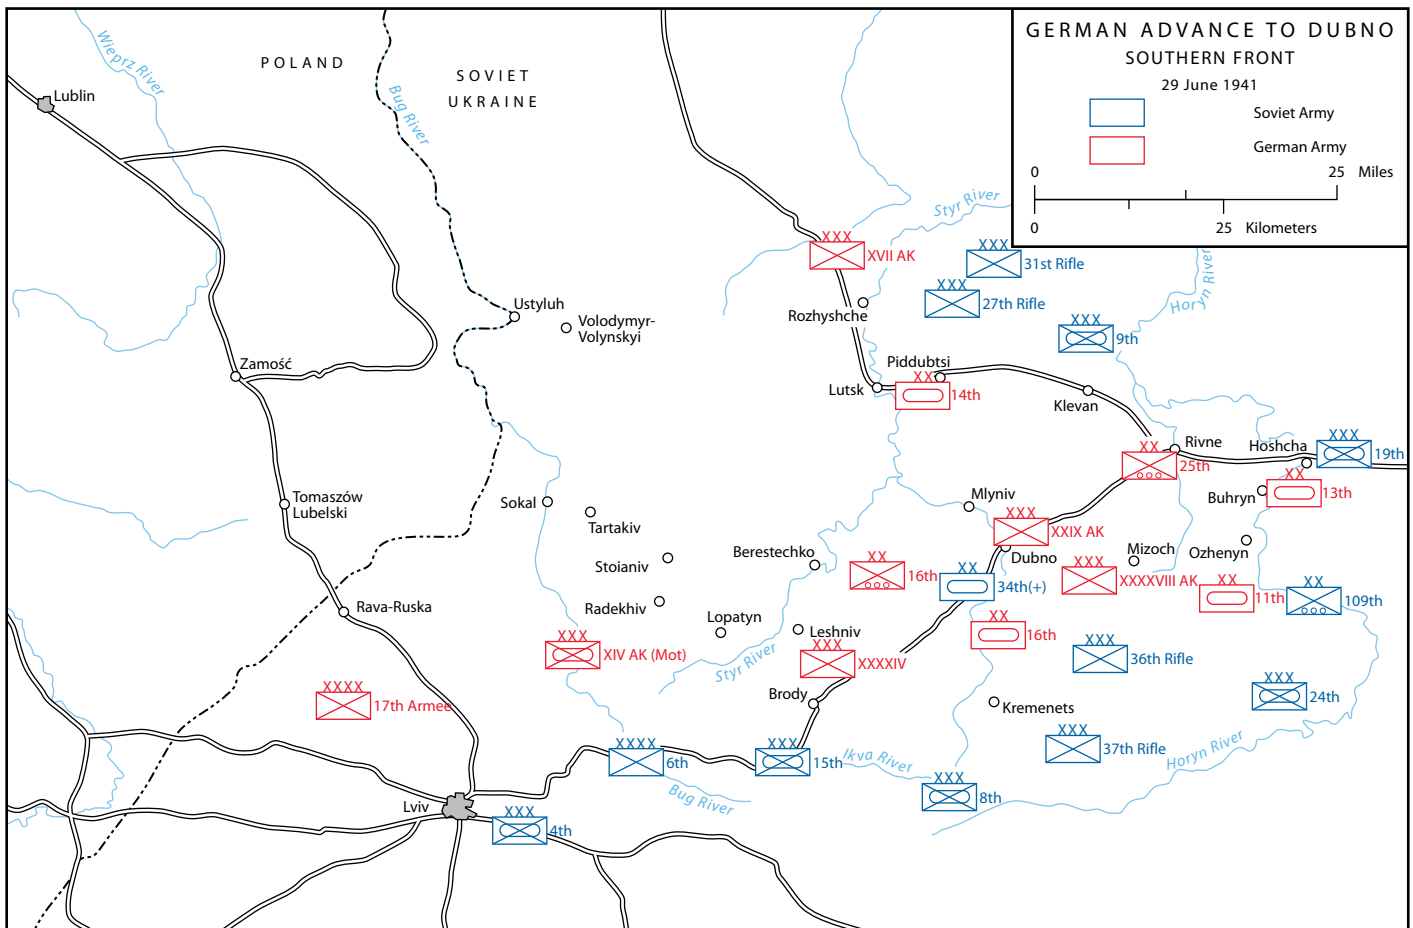 GERMAN ADVANCE TO DUBNO
SOUTHERN FRONT
29 June 1941
Soviet Army
German Army
0
25 Miles
0
25 Kilometers
POLAND
SOVIET
UKRAINE
Wieprz River
Bug River
Lublin
Styr River
XXX
XVII AK
XXX
31st Rifle
XXX
27th Rifle
Horyn River
Ustyluh
Volodymyr-
Volynskyi
Rozhyshche
XXX
9th
Zamość
Piddubtsi
Lutsk
XX
14th
Klevan
Rivne
Hoshcha
XXX
19th
XX
25th
Buhryn
XX
13th
Tomaszów
Lubelski
Sokal
Tartakiv
Mlyniv
XXX
XXIX AK
Dubno
Mizoch
Ozhenyn
Stoianiv
Berestechko
XX
16th
XX
34th(+)
XXX
XXXXVIII AK
XX
11th
XX
109th
Radekhiv
Rava-Ruska
Lopatyn
Leshniv
XX
16th
XXX
XIV AK (Mot)
Styr River
XXX
XXXXIV
XXX
36th Rifle
XXXX
17th Armee
Brody
Kremenets
XXX
24th
XXXX
6th
XXX
15th
Ikva River
XXX
37th Rifle
Horyn River
Bug River
XXX
8th
Lviv
XXX
4th